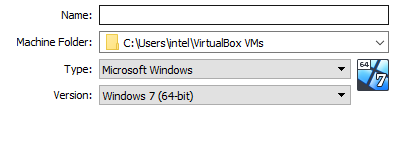 Name:
Machine Folder: C:\Users\intel\VirtualBox VMs
Type: Microsoft Windows
64
7
Version: Windows 7 (64-bit)